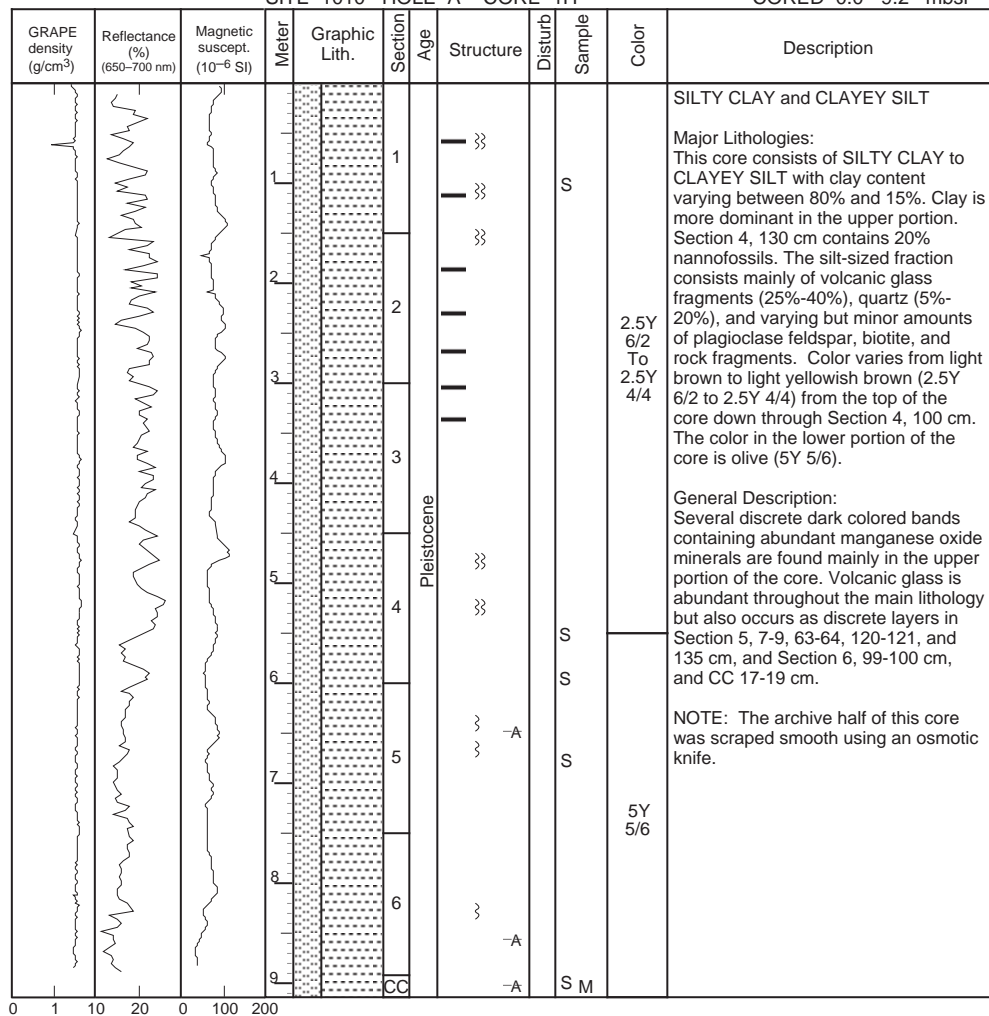 GRAPE
density
(g/cm3)
Reflectance
(%)
(650–700 nm)
Magnetic
suscept.
(10–6 SI)
Meter
Graphic
Lith.
Section
Age
Structure
Disturb
Sample
Color
Description
1
2
3
4
5
6
7
8
9
1
2
3
4
5
6
CC
Pleistocene
A
A
A
S
S
S
S
S M
2.5Y
6/2
To
2.5Y
4/4
5Y
5/6
SILTY CLAY and CLAYEY SILT
Major Lithologies:
This core consists of SILTY CLAY to
CLAYEY SILT with clay content
varying between 80% and 15%. Clay is
more dominant in the upper portion.
Section 4, 130 cm contains 20%
nannofossils. The silt-sized fraction
consists mainly of volcanic glass
fragments (25%-40%), quartz (5%-
20%), and varying but minor amounts
of plagioclase feldspar, biotite, and
rock fragments. Color varies from light
brown to light yellowish brown (2.5Y
6/2 to 2.5Y 4/4) from the top of the
core down through Section 4, 100 cm.
The color in the lower portion of the
core is olive (5Y 5/6).
General Description:
Several discrete dark colored bands
containing abundant manganese oxide
minerals are found mainly in the upper
portion of the core. Volcanic glass is
abundant throughout the main lithology
but also occurs as discrete layers in
Section 5, 7-9, 63-64, 120-121, and
135 cm, and Section 6, 99-100 cm,
and CC 17-19 cm.
NOTE: The archive half of this core
was scraped smooth using an osmotic
knife.
0 1 10 20 0 100 200